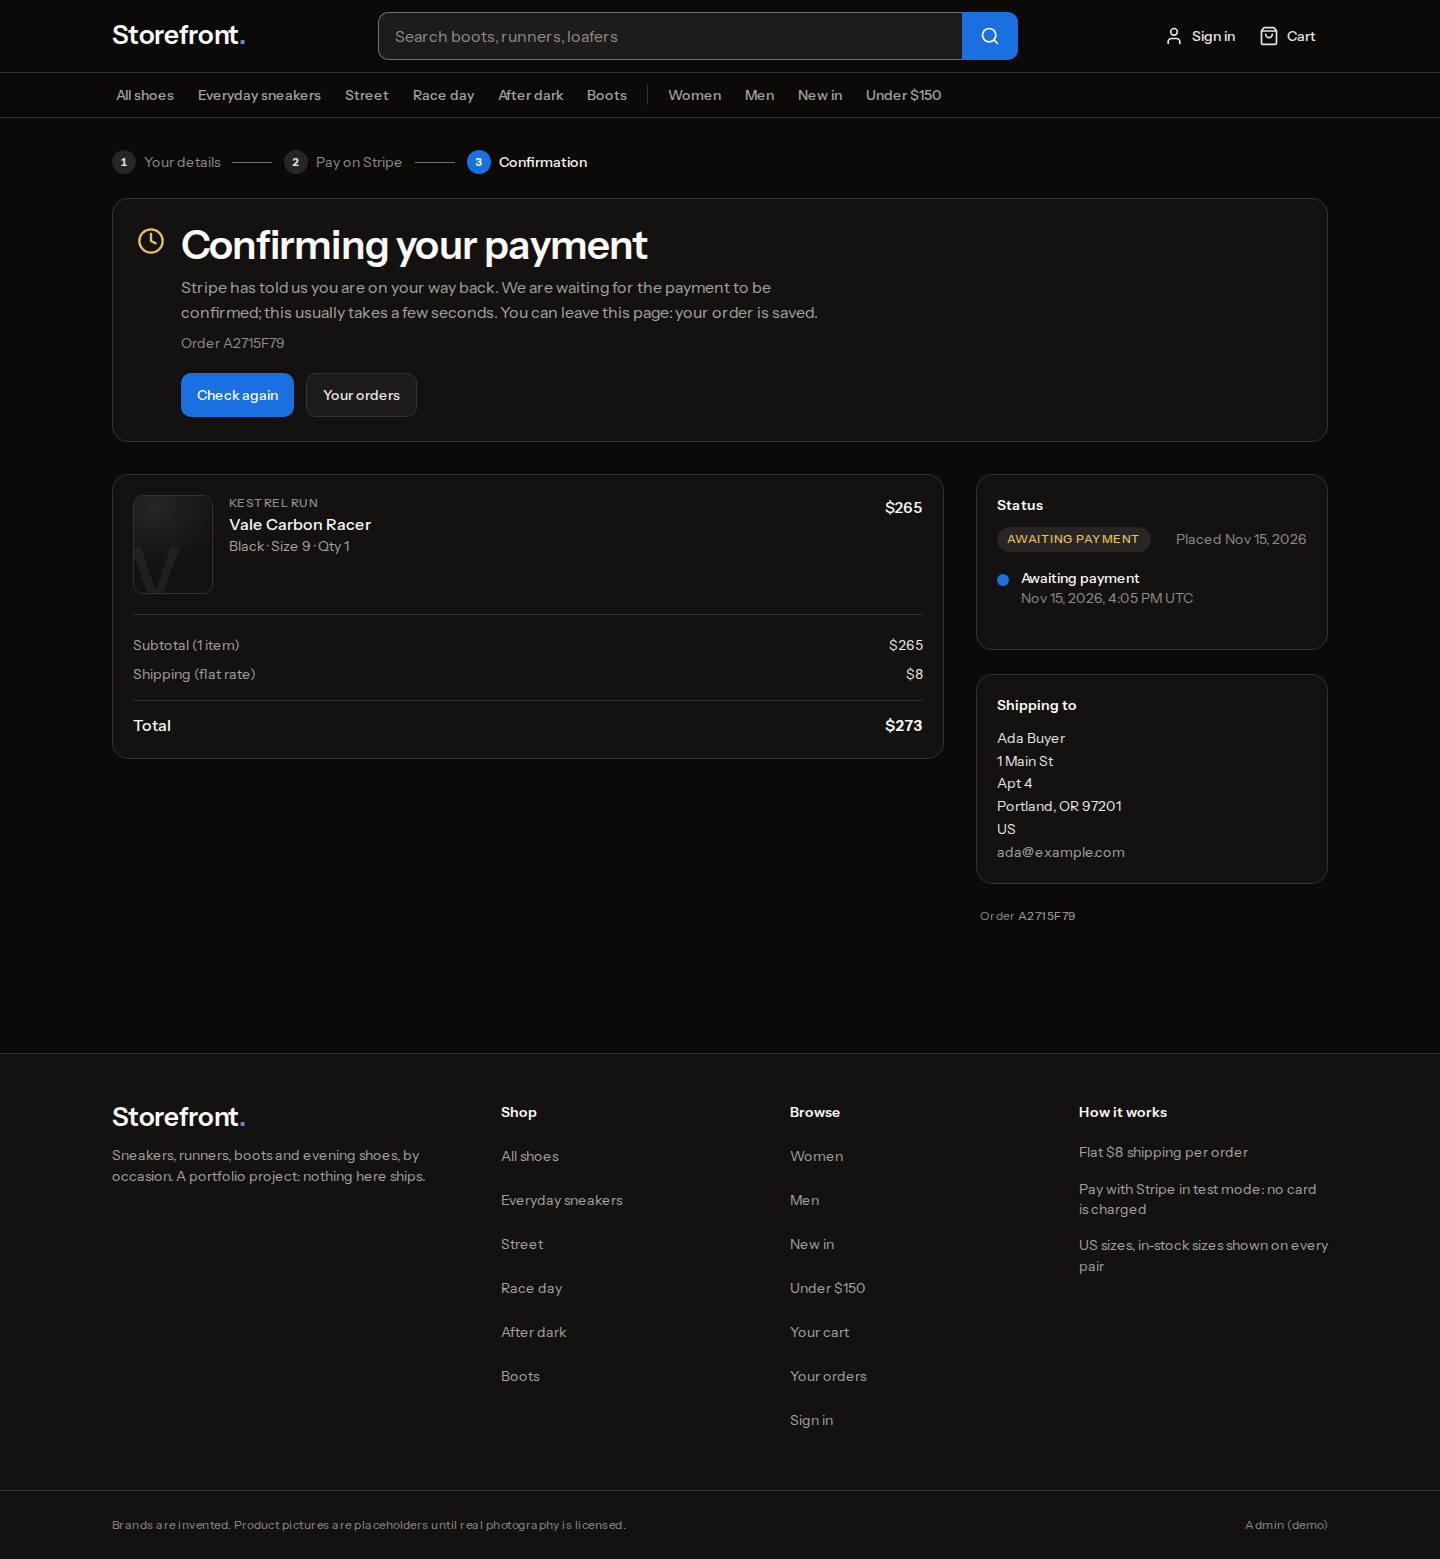 Storefront.
Search boots, runners, loafers
Sign in
Cart
All shoes
Everyday sneakers
Street
Race day
After dark
Boots
Women
Men
New in
Under $150
1 Your details
2 Pay on Stripe
3 Confirmation
Confirming your payment
Stripe has told us you are on your way back. We are waiting for the payment to be
confirmed; this usually takes a few seconds. You can leave this page: your order is saved.
Order A2715F79
Check again
Your orders
V
KESTREL RUN
Vale Carbon Racer
Black · Size 9 · Qty 1
$265
Subtotal (1 item)
$265
Shipping (flat rate)
$8
Total
$273
Status
AWAITING PAYMENT
Placed Nov 15, 2026
Awaiting payment
Nov 15, 2026, 4:05 PM UTC
Shipping to
Ada Buyer
1 Main St
Apt 4
Portland, OR 97201
US
ada@example.com
Order A2715F79
Storefront.
Sneakers, runners, boots and evening shoes, by
occasion. A portfolio project: nothing here ships.
Shop
All shoes
Everyday sneakers
Street
Race day
After dark
Boots
Browse
Women
Men
New in
Under $150
Your cart
Your orders
Sign in
How it works
Flat $8 shipping per order
Pay with Stripe in test mode: no card
is charged
US sizes, in-stock sizes shown on every
pair
Brands are invented. Product pictures are placeholders until real photography is licensed.
Admin (demo)